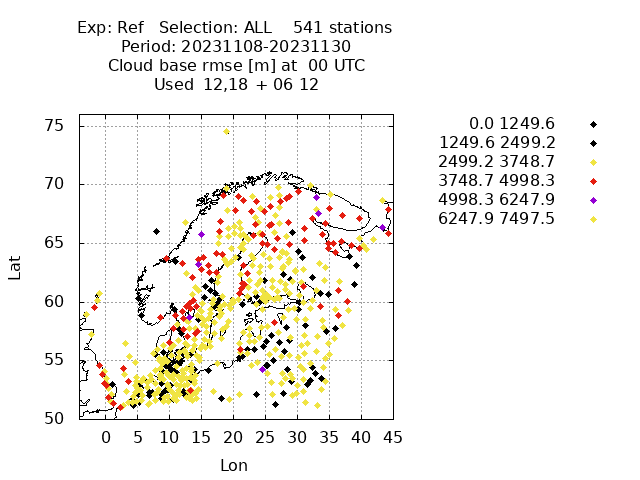 Exp: Ref   Selection: ALL    541 stations
Period: 20231108-20231130
Cloud base rmse [m] at  00 UTC
Used  12,18 + 06 12
75
70
65
60
55
50
Lat
0 5 10 15 20 25 30 35 40 45
Lon
0.0 1249.6
1249.6 2499.2
2499.2 3748.7
3748.7 4998.3
4998.3 6247.9
6247.9 7497.5